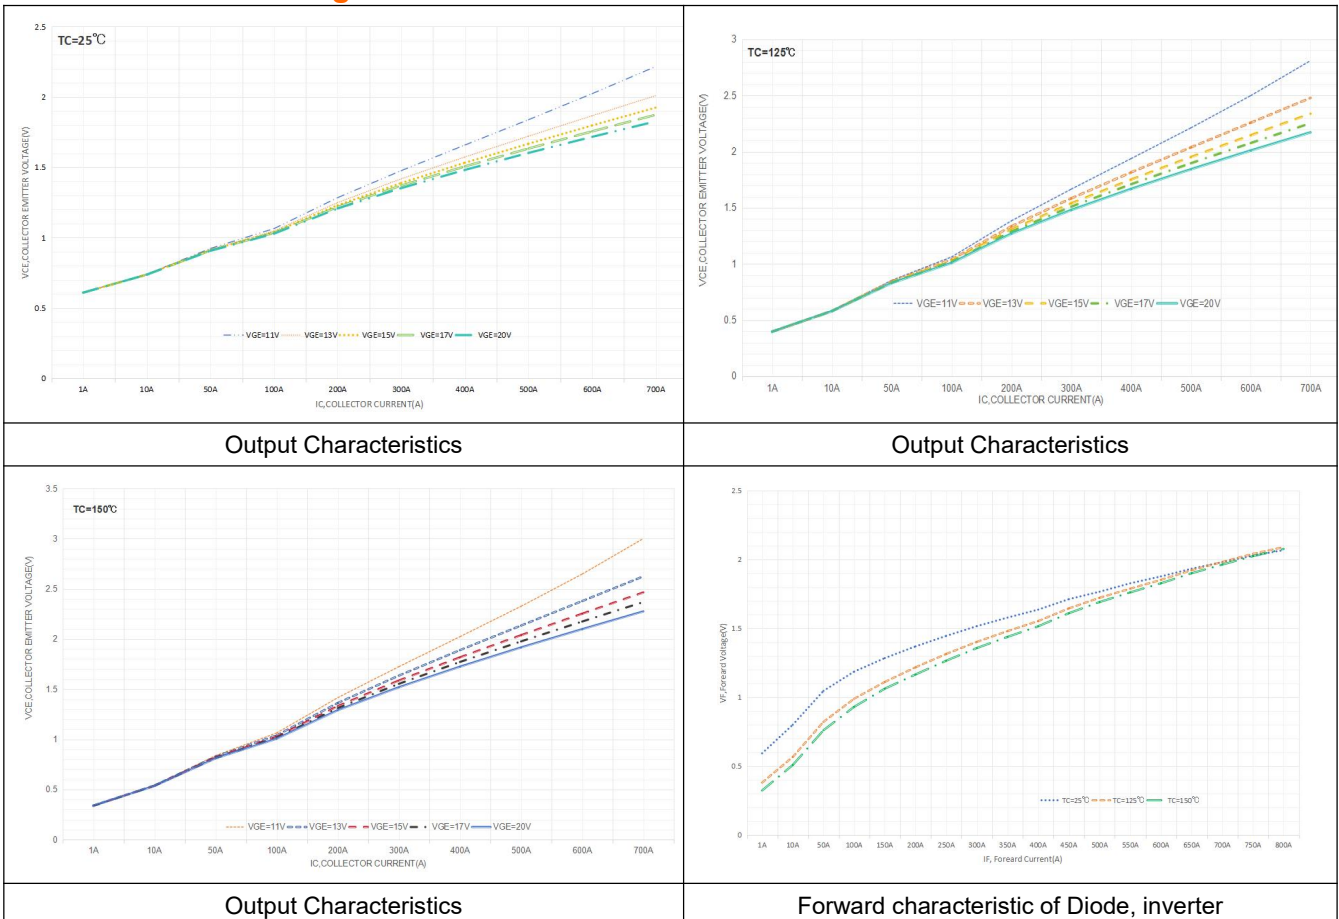 TC=25℃
2.5
2
1.5
1
0.5
0
VCE,COLLECTOR EMITTER VOLTAGE(V)
VGE=11V VGE=13V VGE=15V VGE=17V VGE=20V
1A 10A 50A 100A 200A 300A 400A 500A 600A 700A
IC,COLLECTOR CURRENT(A)
Output Characteristics
TC=125℃
3
2.5
2
1.5
1
0.5
0
VCE,COLLECTOR EMITTER VOLTAGE(V)
VGE=11V VGE=13V VGE=15V VGE=17V VGE=20V
1A 10A 50A 100A 200A 300A 400A 500A 600A 700A
IC,COLLECTOR CURRENT(A)
Output Characteristics
TC=150℃
3.5
3
2.5
2
1.5
1
0.5
0
VCE,COLLECTOR EMITTER VOLTAGE(V)
VGE=11V VGE=13V VGE=15V VGE=17V VGE=20V
1A 10A 50A 100A 200A 300A 400A 500A 600A 700A
IC,COLLECTOR CURRENT(A)
Output Characteristics
2.5
2
1.5
1
0.5
0
VF,Foreard Voltage(V)
TC=25℃ TC=125℃ TC=150℃
1A 10A 50A 100A 150A 200A 250A 300A 350A 400A 450A 500A 550A 600A 650A 700A 750A 800A
IF, Foreard Current(A)
Forward characteristic of Diode, inverter